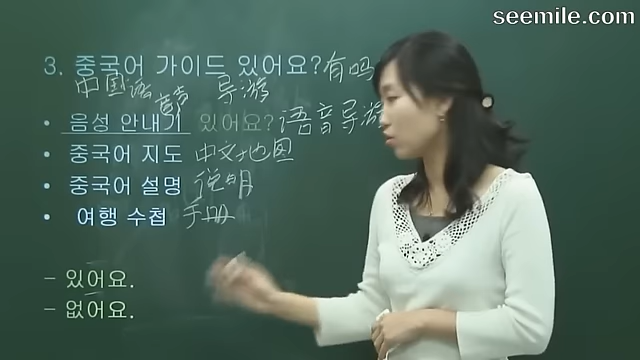 seemile.com
3. 중국어 가이드 있어요? 有吗
中国话 导游
• 음성 안내기 있어요? 语音导游
• 중국어 지도 中文地图
• 중국어 설명 说明
• 여행 수첩 手册
- 있어요.
- 없어요.